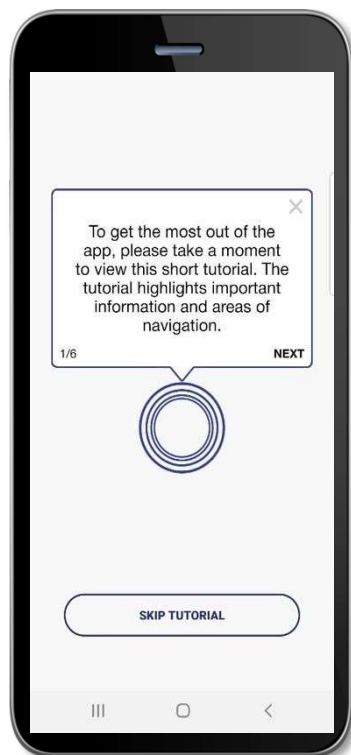 To get the most out of the
app, please take a moment
to view this short tutorial. The
tutorial highlights important
information and areas of
navigation.
1/6 NEXT
SKIP TUTORIAL